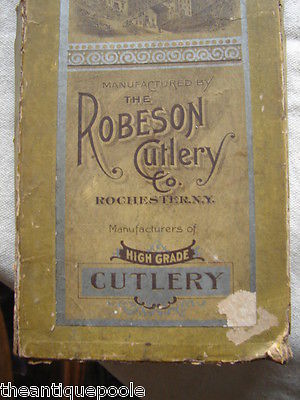 MANUFACTURED BY
THE
ROBESON
Cutlery
Co.
ROCHESTER.N.Y.
Manufacturers of
HIGH GRADE
CUTLERY
theantiquepoole